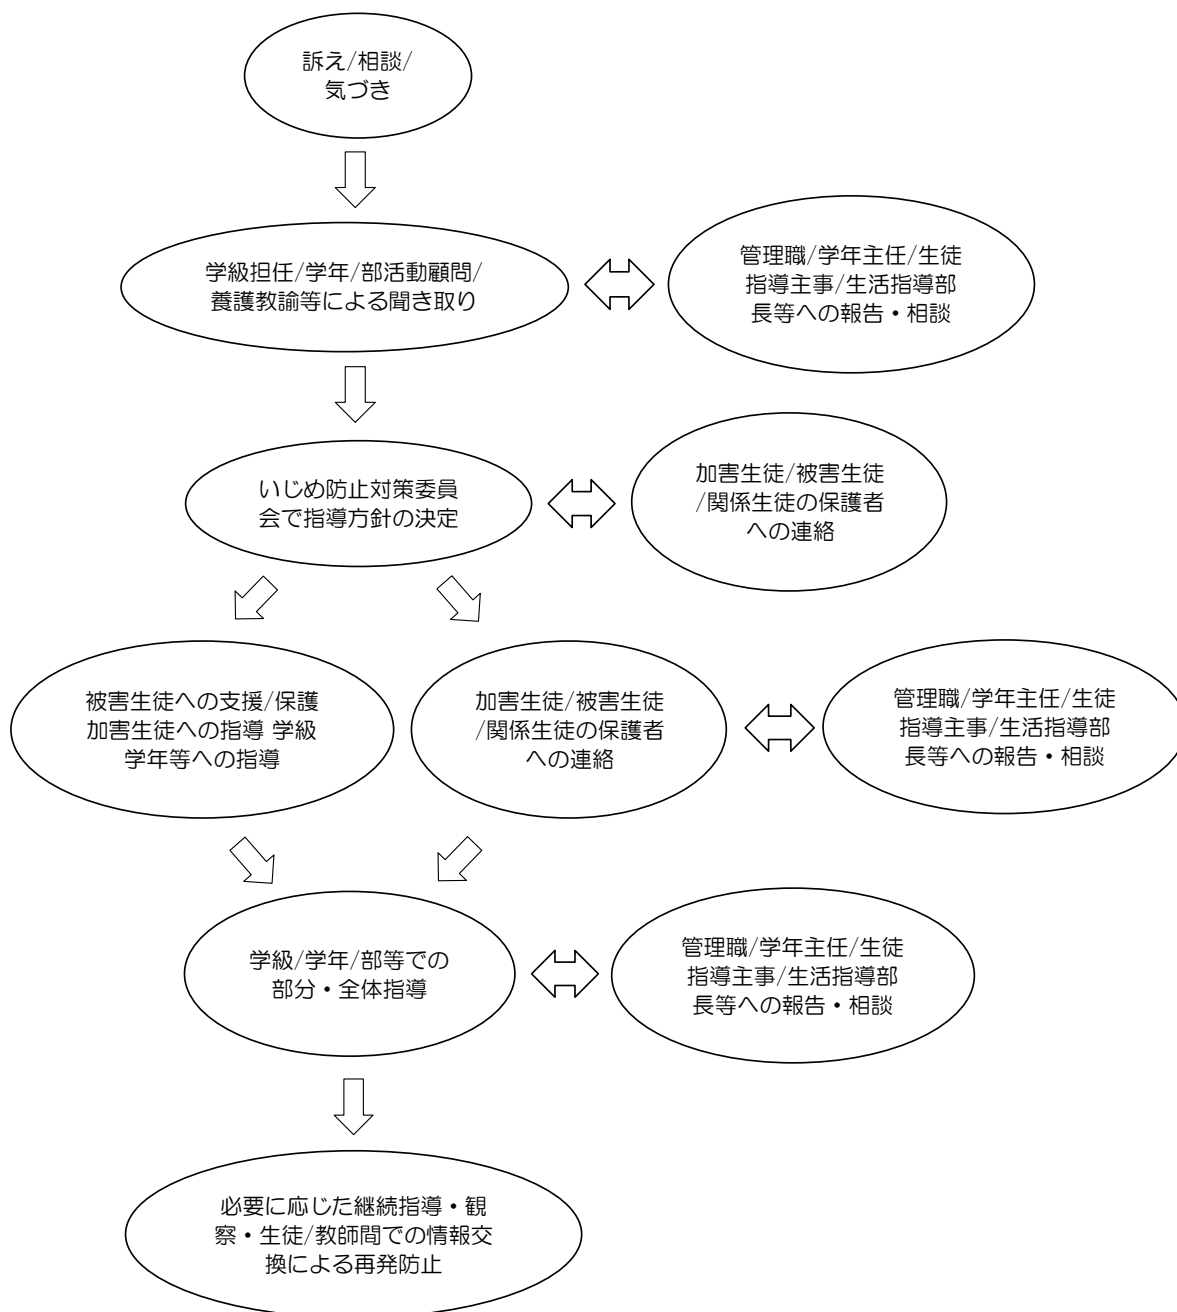 訴え/相談/
気づき
学級担任/学年/部活動顧問/
養護教諭等による聞き取り
管理職/学年主任/生徒
指導主事/生活指導部
長等への報告・相談
いじめ防止対策委員
会で指導方針の決定
加害生徒/被害生徒
/関係生徒の保護者
への連絡
被害生徒への支援/保護
加害生徒への指導 学級
学年等への指導
加害生徒/被害生徒
/関係生徒の保護者
への連絡
管理職/学年主任/生徒
指導主事/生活指導部
長等への報告・相談
学級/学年/部等での
部分・全体指導
管理職/学年主任/生徒
指導主事/生活指導部
長等への報告・相談
必要に応じた継続指導・観
察・生徒/教師間での情報交
換による再発防止